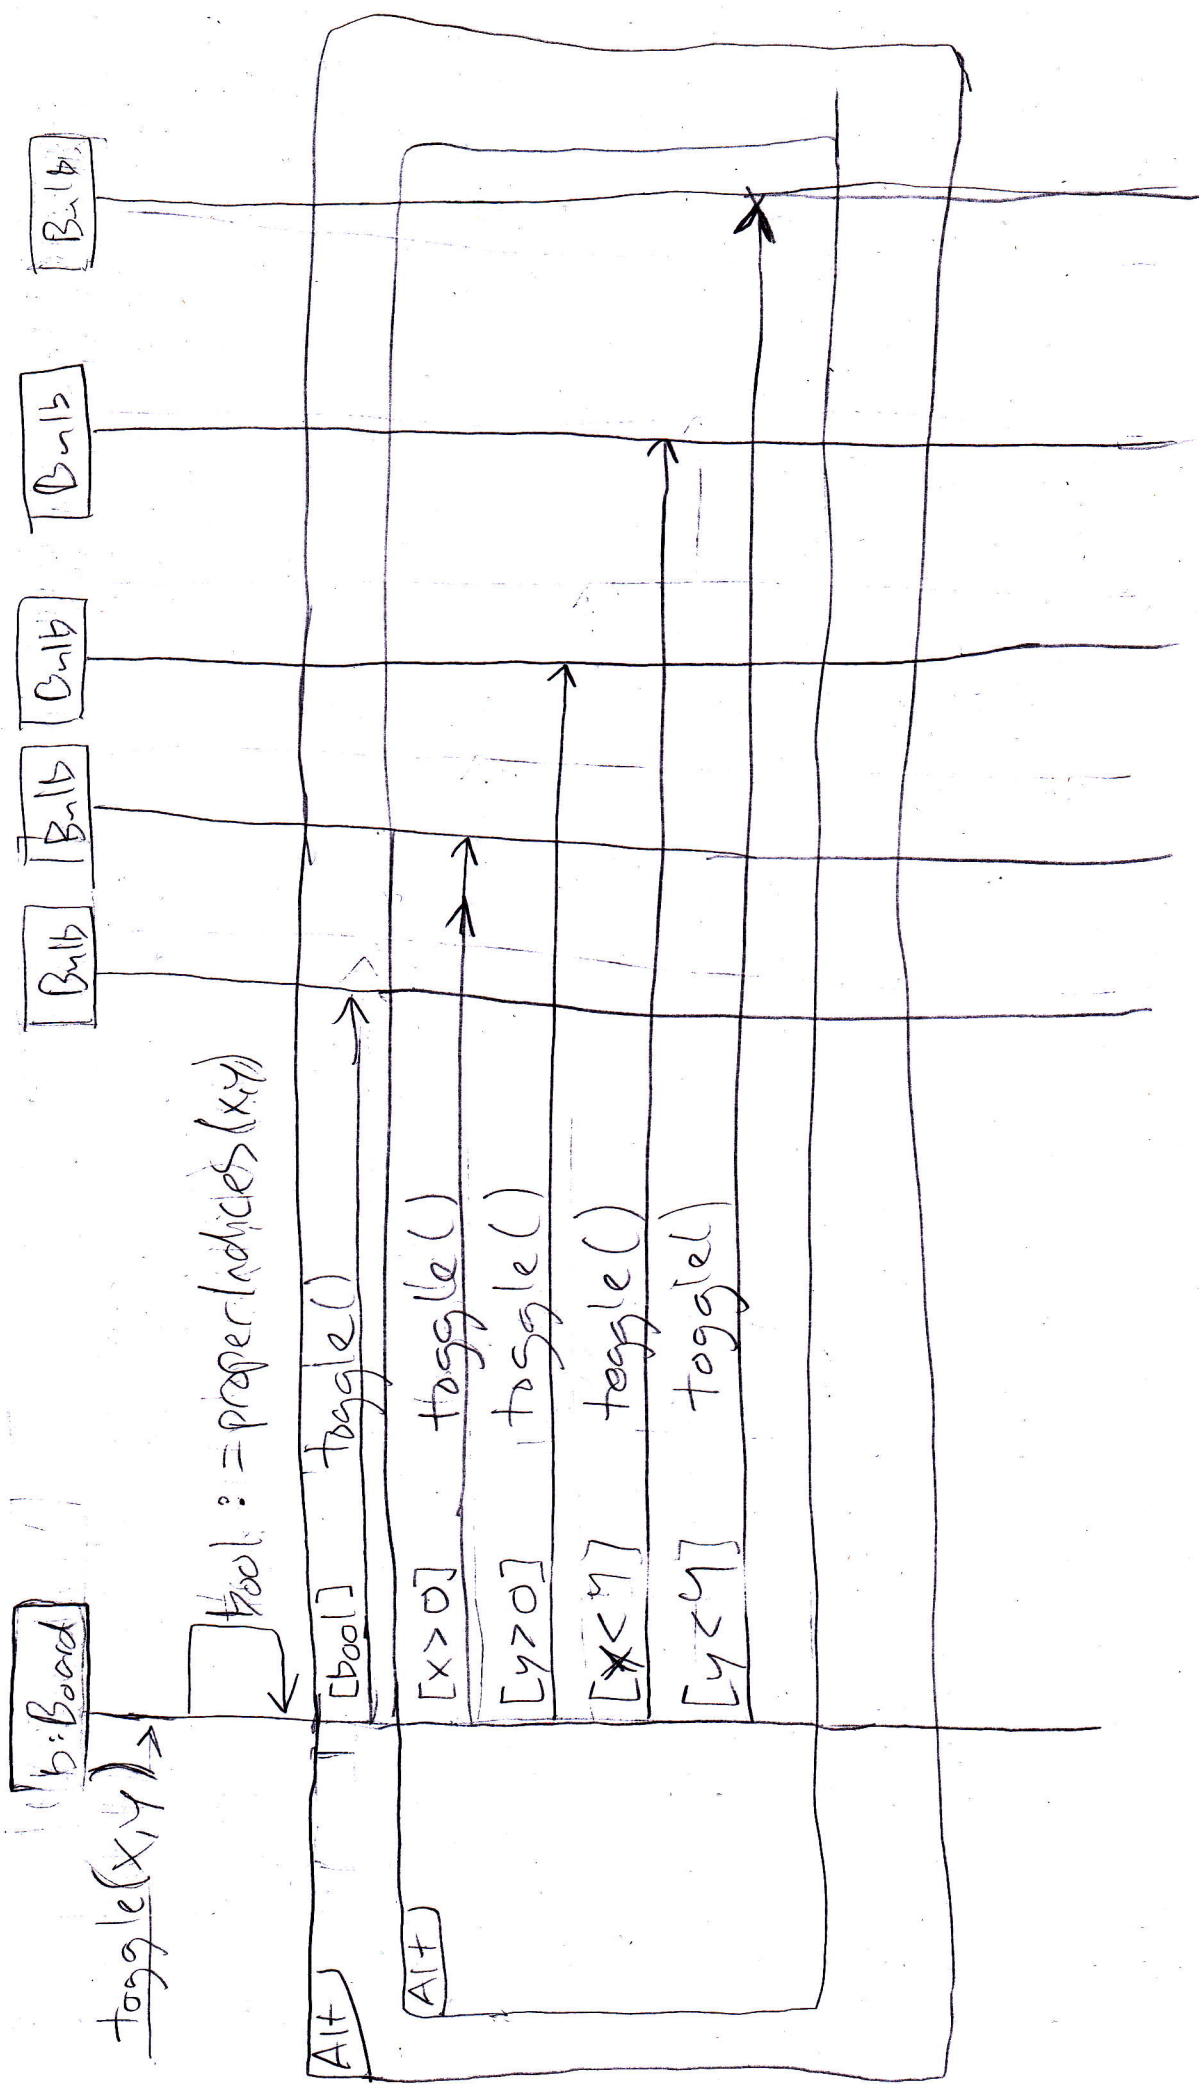 b:Board
Bulb
Bulb
Bulb
Bulb
Bulb
toggle(x,y)
bool:=properIndicies(x,y)
Alt
[bool] toggle()
Alt
[x>0] toggle()
[y>0] toggle()
[x<4] toggle()
[y<4] toggle()